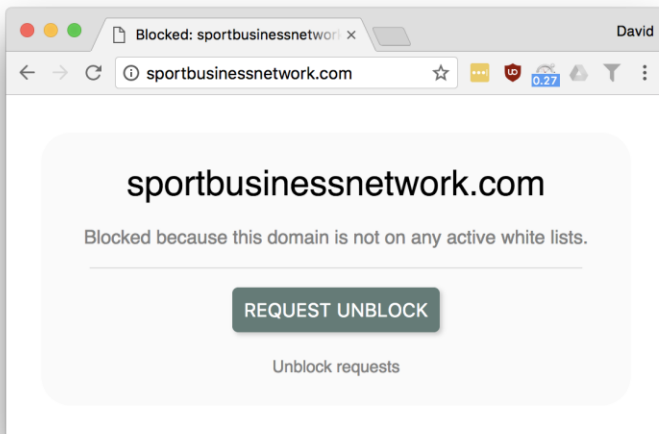 Blocked: sportbusinessnetwor
David
sportbusinessnetwork.com
0.27
sportbusinessnetwork.com
Blocked because this domain is not on any active white lists.
REQUEST UNBLOCK
Unblock requests